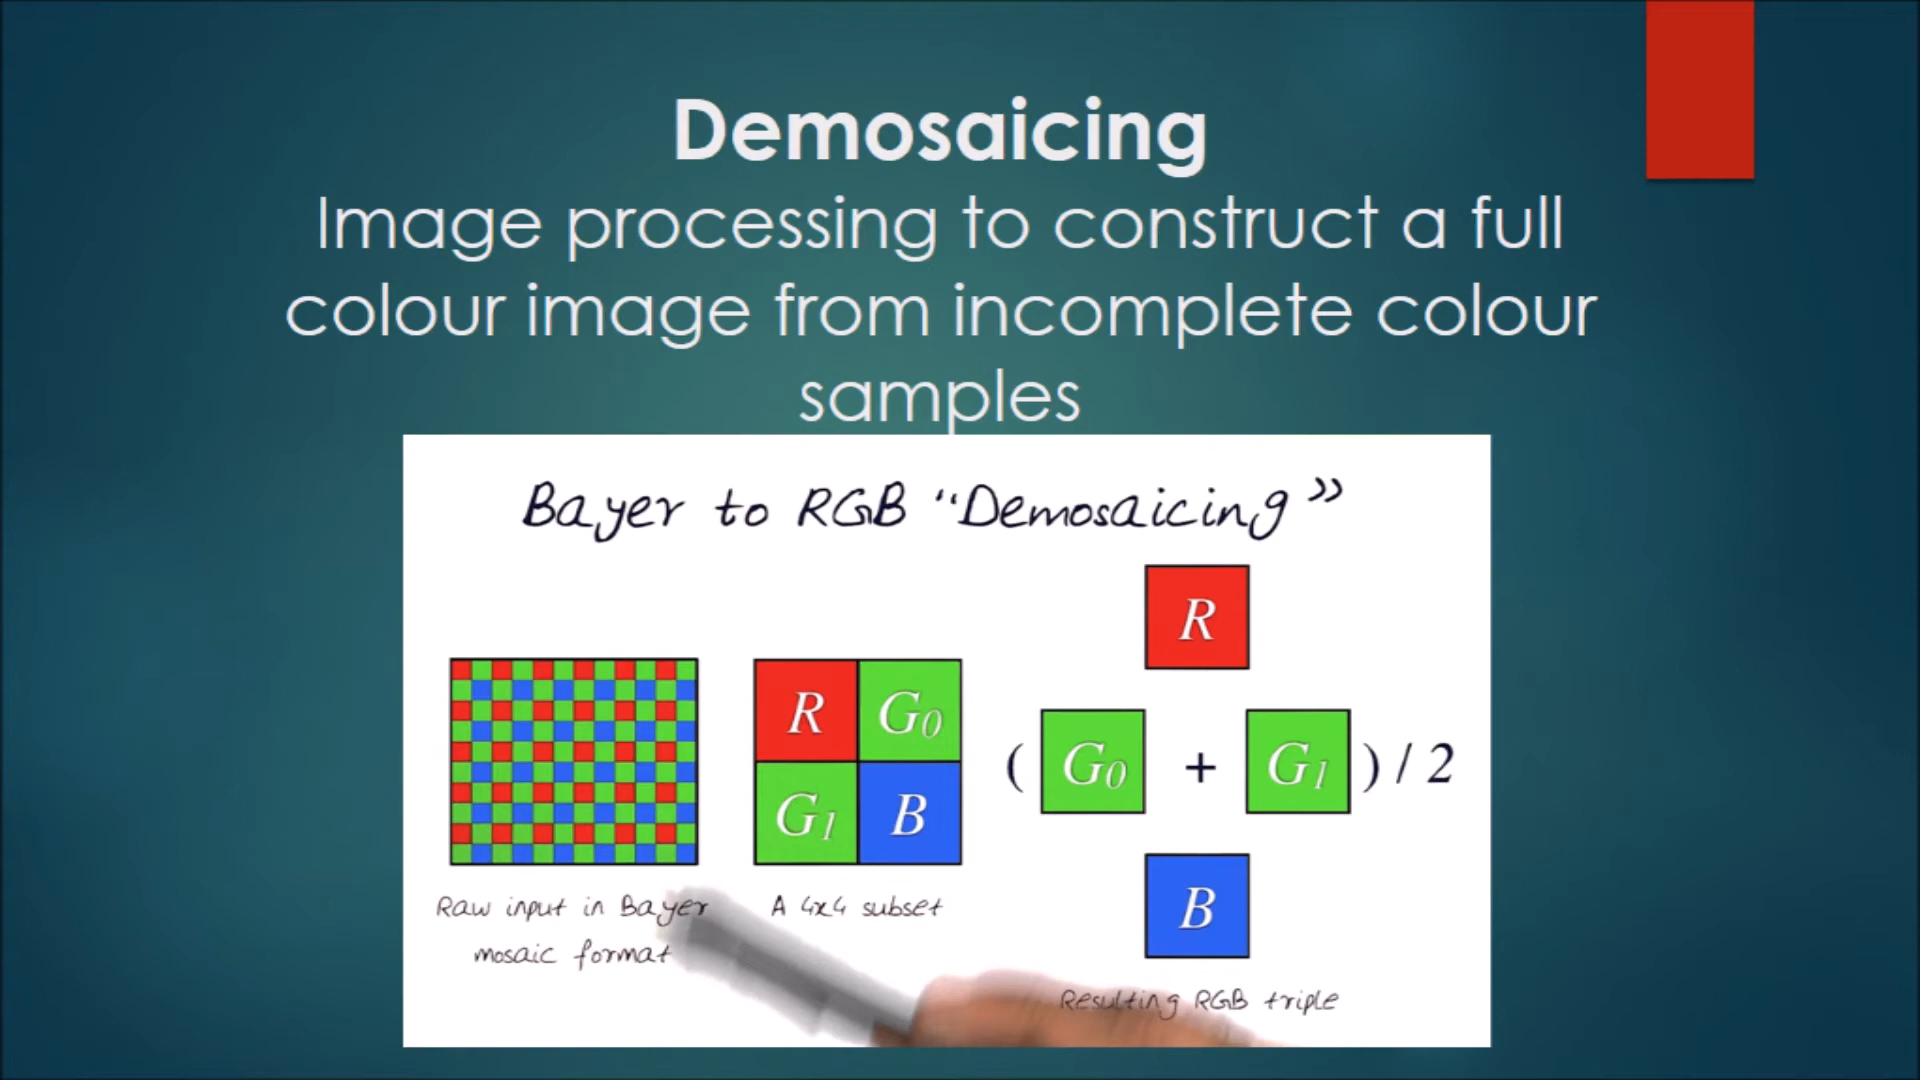 Demosaicing
Image processing to construct a full
colour image from incomplete colour
samples
Bayer to RGB "Demosaicing"
R
R G0
G1 B
( G0 + G1 ) / 2
B
Raw input in Bayer
mosaic format
A 4x4 subset
Resulting RGB triple